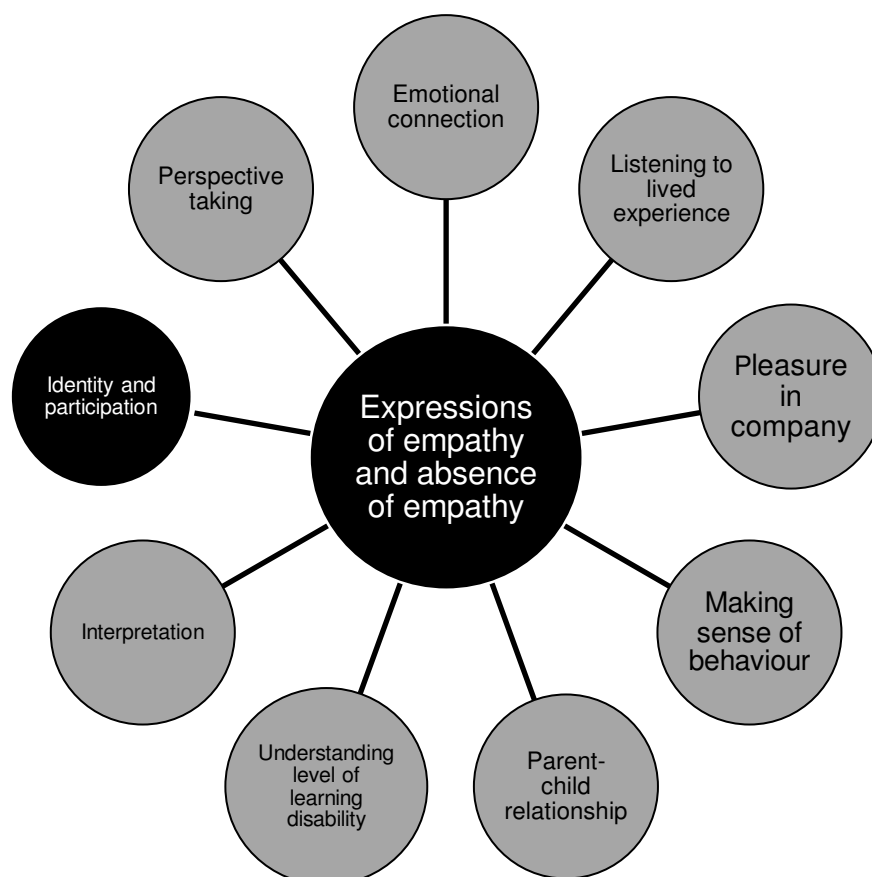 Emotional
connection
Listening to
lived
experience
Pleasure
in
company
Making
sense of
behaviour
Parent-
child
relationship
Understanding
level of
learning
disability
Interpretation
Identity and
participation
Perspective
taking
Expressions
of empathy
and absence
of empathy